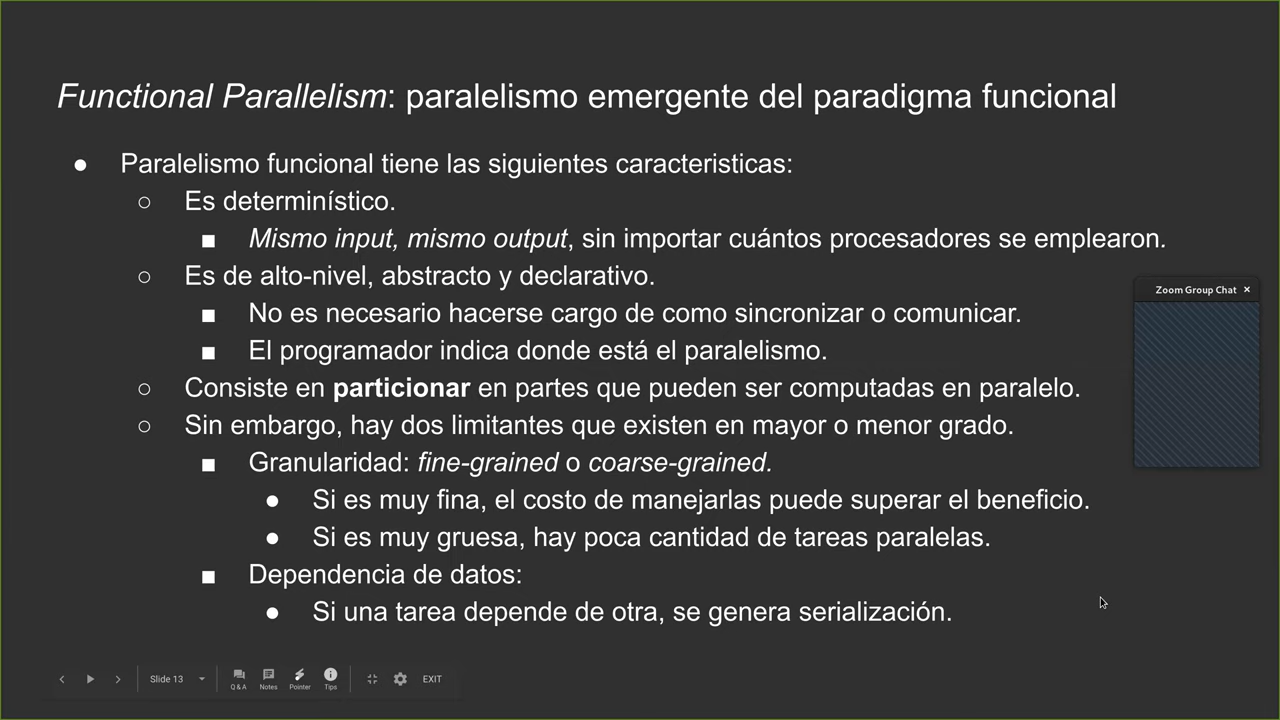 Functional Parallelism: paralelismo emergente del paradigma funcional
● Paralelismo funcional tiene las siguientes caracteristicas:
○ Es determinístico.
■ Mismo input, mismo output, sin importar cuántos procesadores se emplearon.
○ Es de alto-nivel, abstracto y declarativo.
■ No es necesario hacerse cargo de como sincronizar o comunicar.
■ El programador indica donde está el paralelismo.
○ Consiste en particionar en partes que pueden ser computadas en paralelo.
○ Sin embargo, hay dos limitantes que existen en mayor o menor grado.
■ Granularidad: fine-grained o coarse-grained.
● Si es muy fina, el costo de manejarlas puede superar el beneficio.
● Si es muy gruesa, hay poca cantidad de tareas paralelas.
■ Dependencia de datos:
● Si una tarea depende de otra, se genera serialización.
Zoom Group Chat ×
Slide 13 Q & A Notes Pointer Tips EXIT